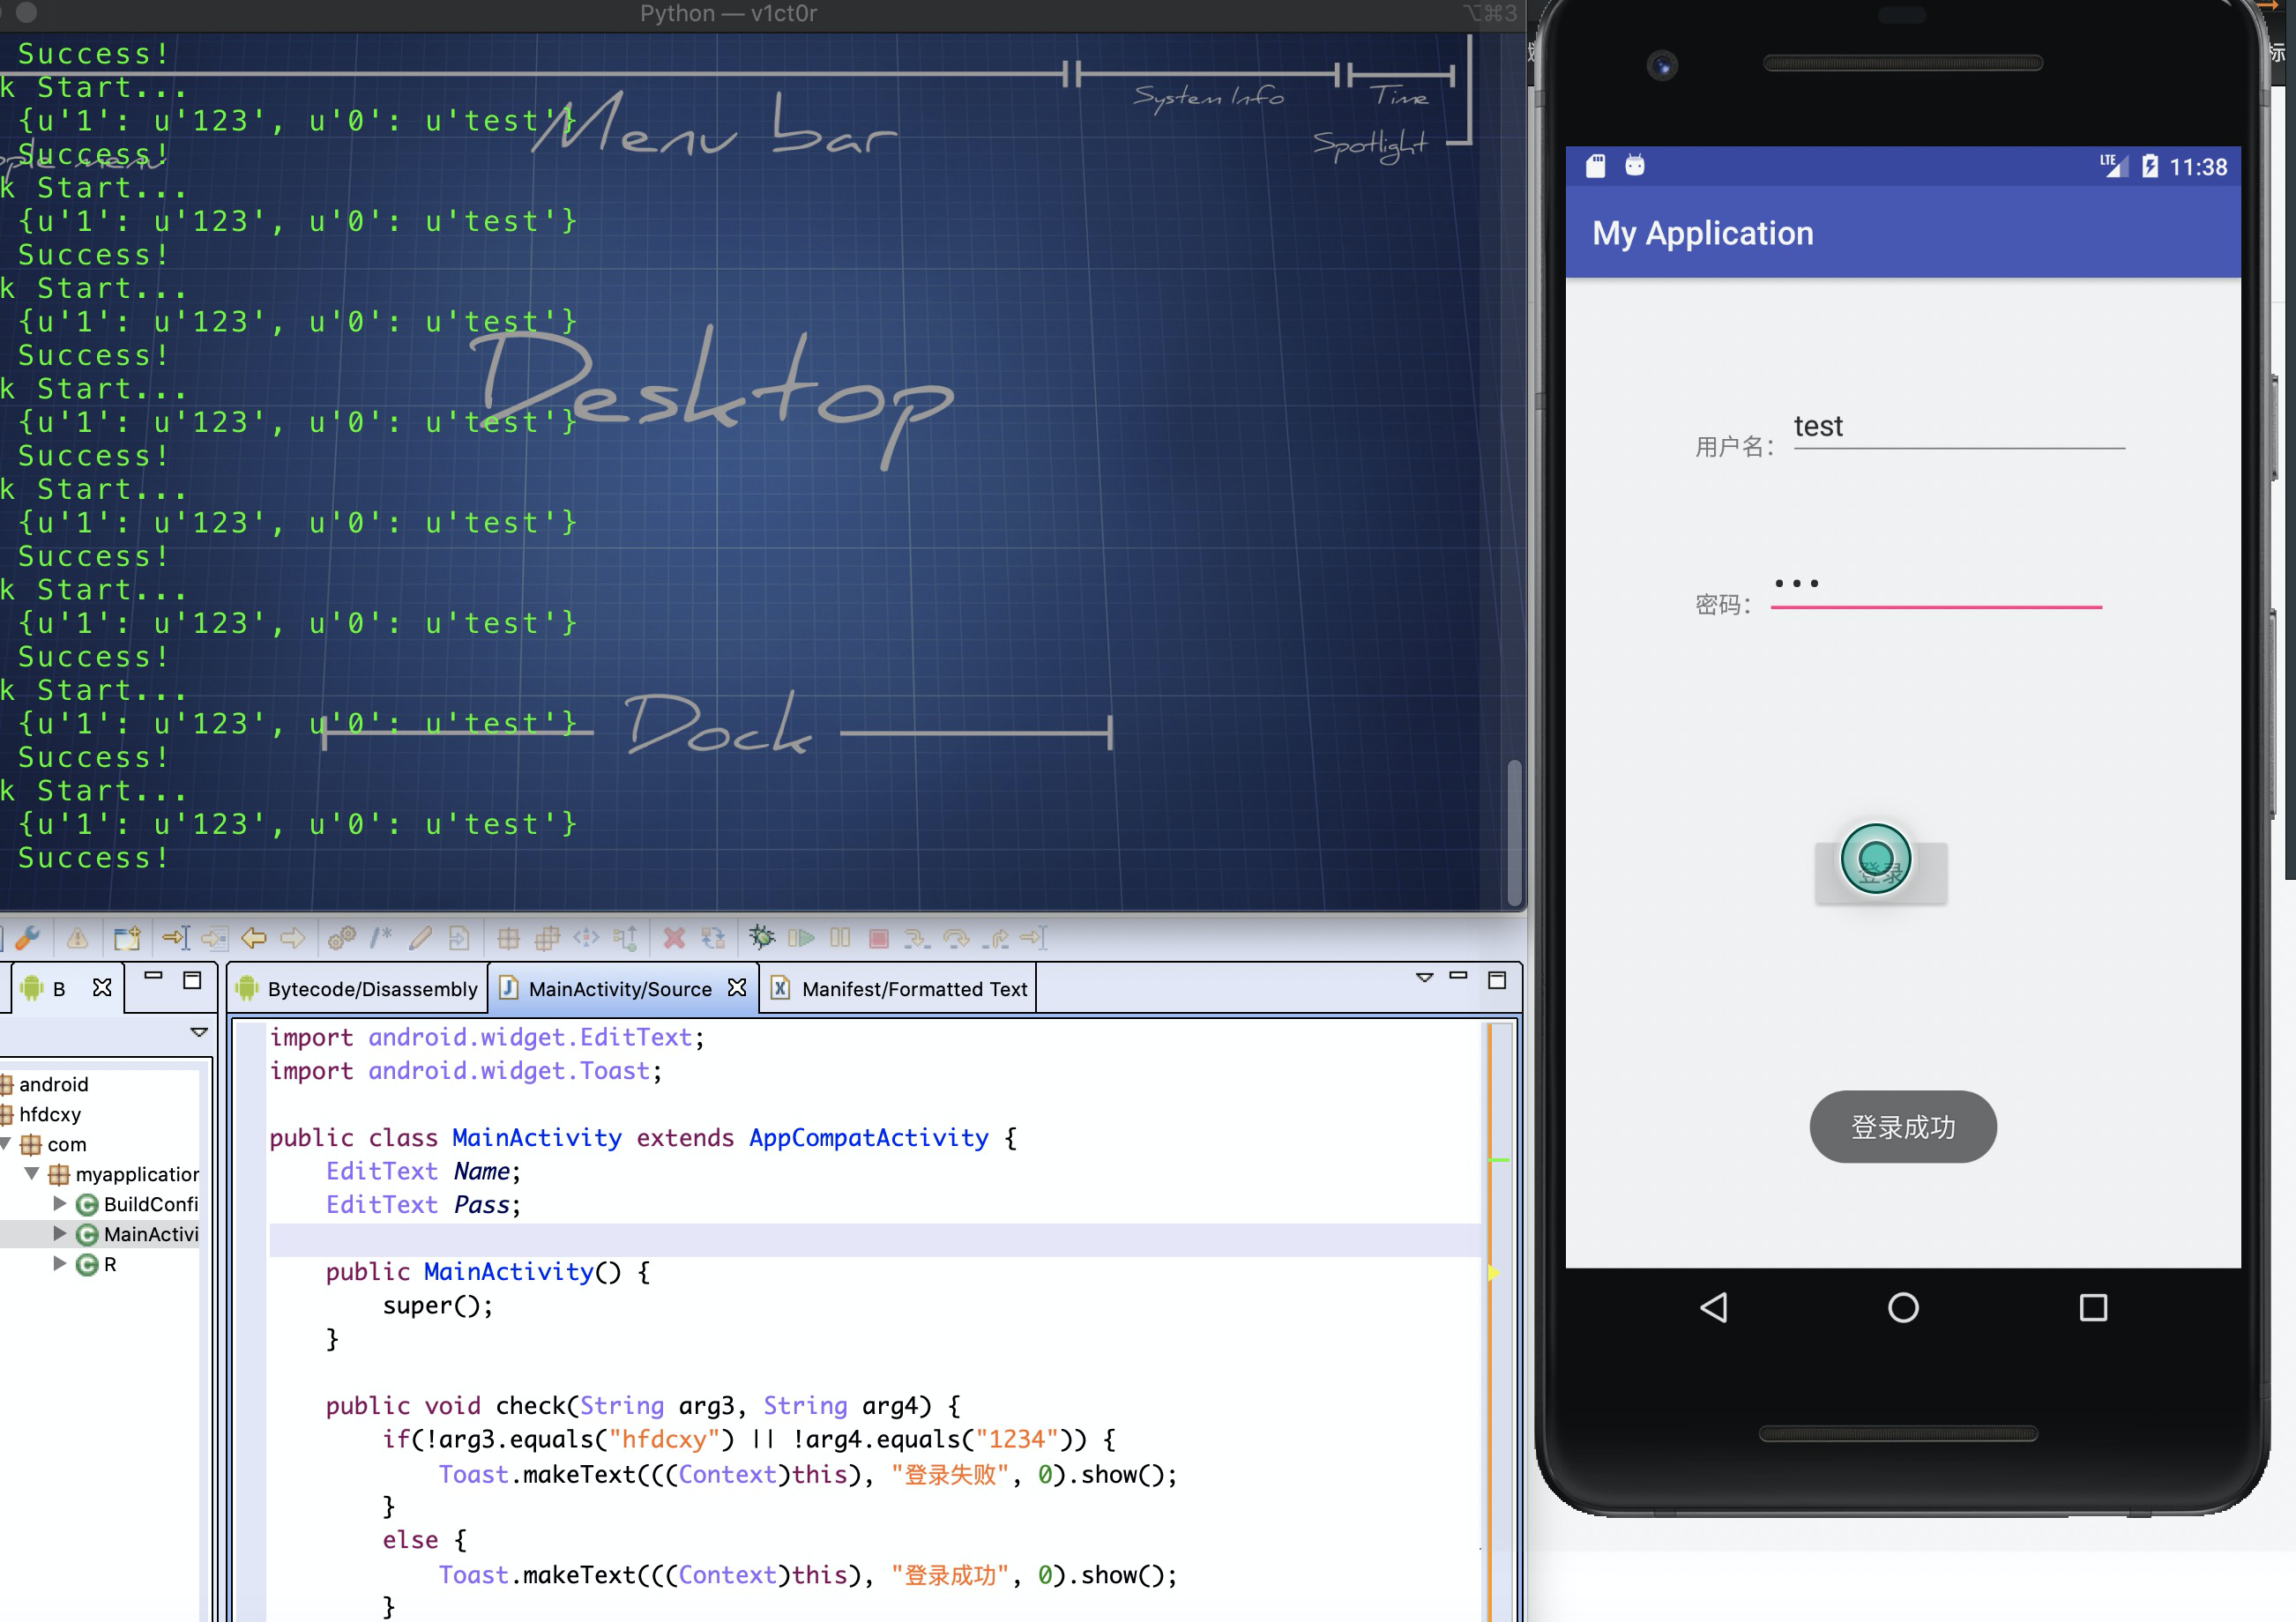 Python — v1ct0r
⌥⌘3
Success!
k Start...
{u'1': u'123', u'0': u'test'}
Success!
k Start...
{u'1': u'123', u'0': u'test'}
Success!
k Start...
{u'1': u'123', u'0': u'test'}
Success!
k Start...
{u'1': u'123', u'0': u'test'}
Success!
k Start...
{u'1': u'123', u'0': u'test'}
Success!
k Start...
{u'1': u'123', u'0': u'test'}
Success!
k Start...
{u'1': u'123', u'0': u'test'}
Success!
k Start...
{u'1': u'123', u'0': u'test'}
Success!
Menu bar
System Info
Time
Spotlight
pple menu
Desktop
Dock
B
Bytecode/Disassembly
MainActivity/Source
Manifest/Formatted Text
android
hfdcxy
com
myapplication
BuildConfi
MainActivi
R
import android.widget.EditText;
import android.widget.Toast;
public class MainActivity extends AppCompatActivity {
EditText Name;
EditText Pass;
public MainActivity() {
super();
}
public void check(String arg3, String arg4) {
if(!arg3.equals("hfdcxy") || !arg4.equals("1234")) {
Toast.makeText(((Context)this), "登录失败", 0).show();
}
else {
Toast.makeText(((Context)this), "登录成功", 0).show();
}
标
LTE
11:38
My Application
用户名：
test
密码：
•••
登录
登录成功